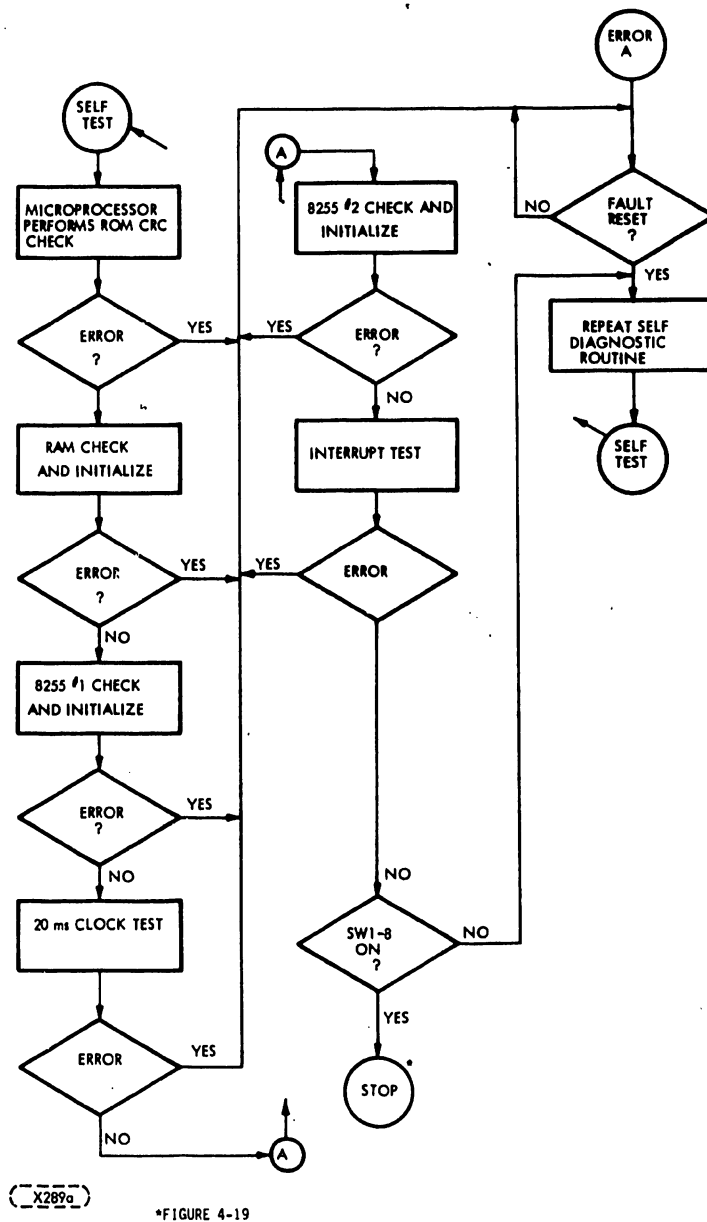 SELF
TEST
MICROPROCESSOR
PERFORMS ROM CRC
CHECK
ERROR
?
YES
RAM CHECK
AND INITIALIZE
ERROR
?
YES
NO
8255 #1 CHECK
AND INITIALIZE
ERROR
?
YES
NO
20 ms CLOCK TEST
ERROR
YES
NO
A
A
8255 #2 CHECK AND
INITIALIZE
YES
ERROR
?
NO
INTERRUPT TEST
YES
ERROR
NO
SW1-8
ON
?
NO
YES
STOP
*
ERROR
A
NO
FAULT
RESET
?
YES
REPEAT SELF
DIAGNOSTIC
ROUTINE
SELF
TEST
X289a
*FIGURE 4-19